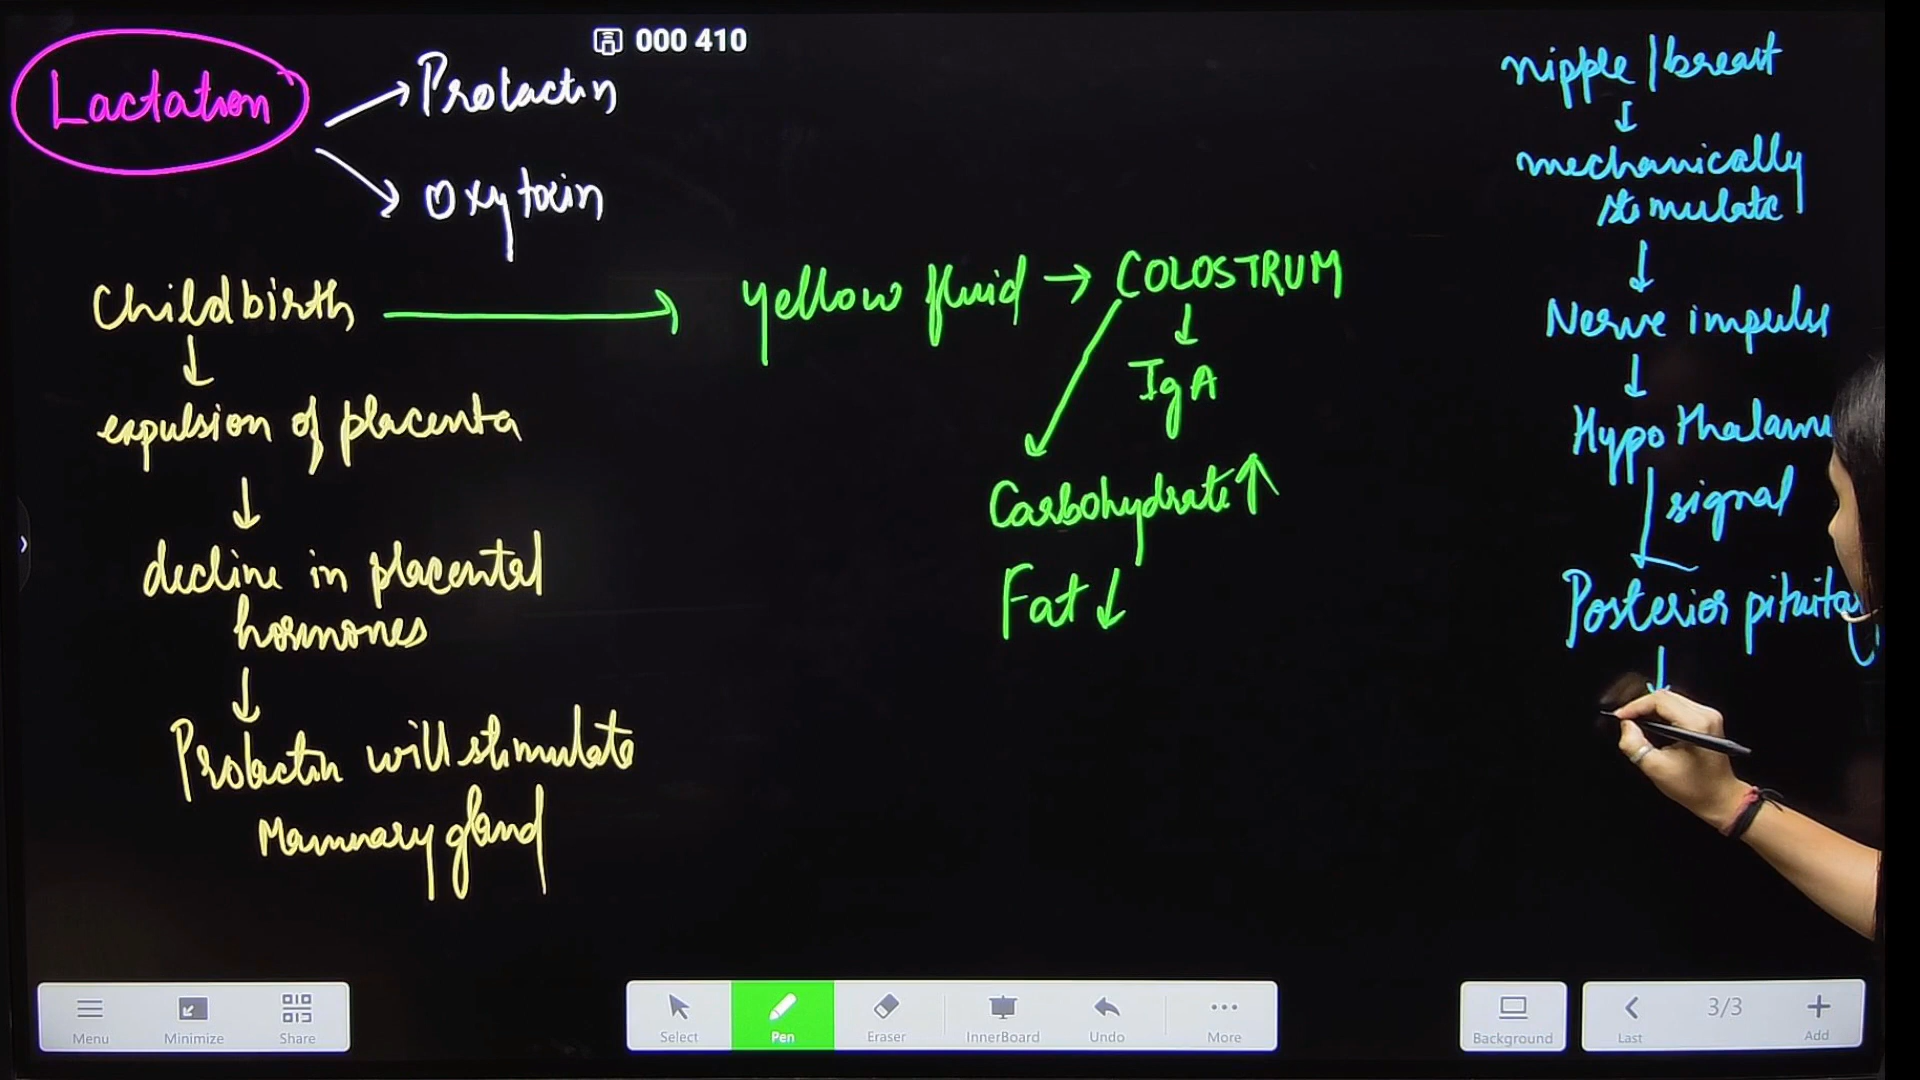 000 410
Lactation
Prolactin
Oxytocin
Childbirth
expulsion of placenta
decline in placental
hormones
Prolactin will stimulate
Mammary gland
yellow fluid → COLOSTRUM
IgA
Carbohydrate ↑
Fat ↓
nipple / breast
mechanically
stimulate
Nerve impulse
Hypothalamu
signal
Posterior pituitary
Menu
Minimize
Share
Select
Pen
Eraser
InnerBoard
Undo
More
Background
Last
3/3
Add